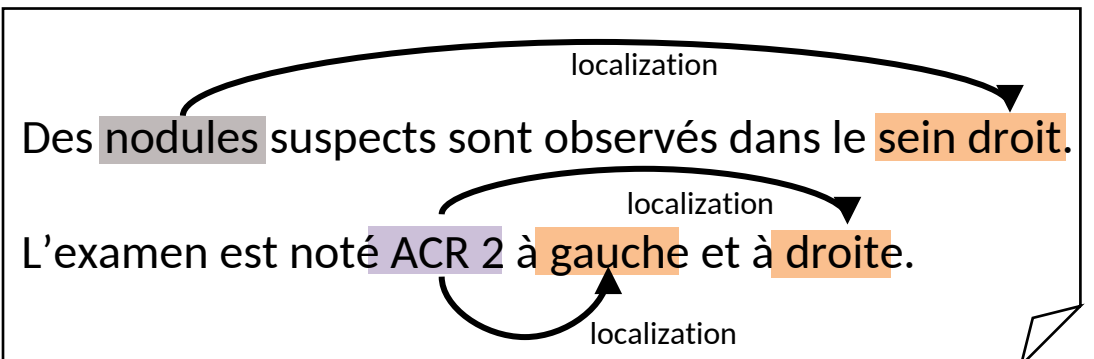 localization
Des nodules suspects sont observés dans le sein droit.
localization
L’examen est noté ACR 2 à gauche et à droite.
localization